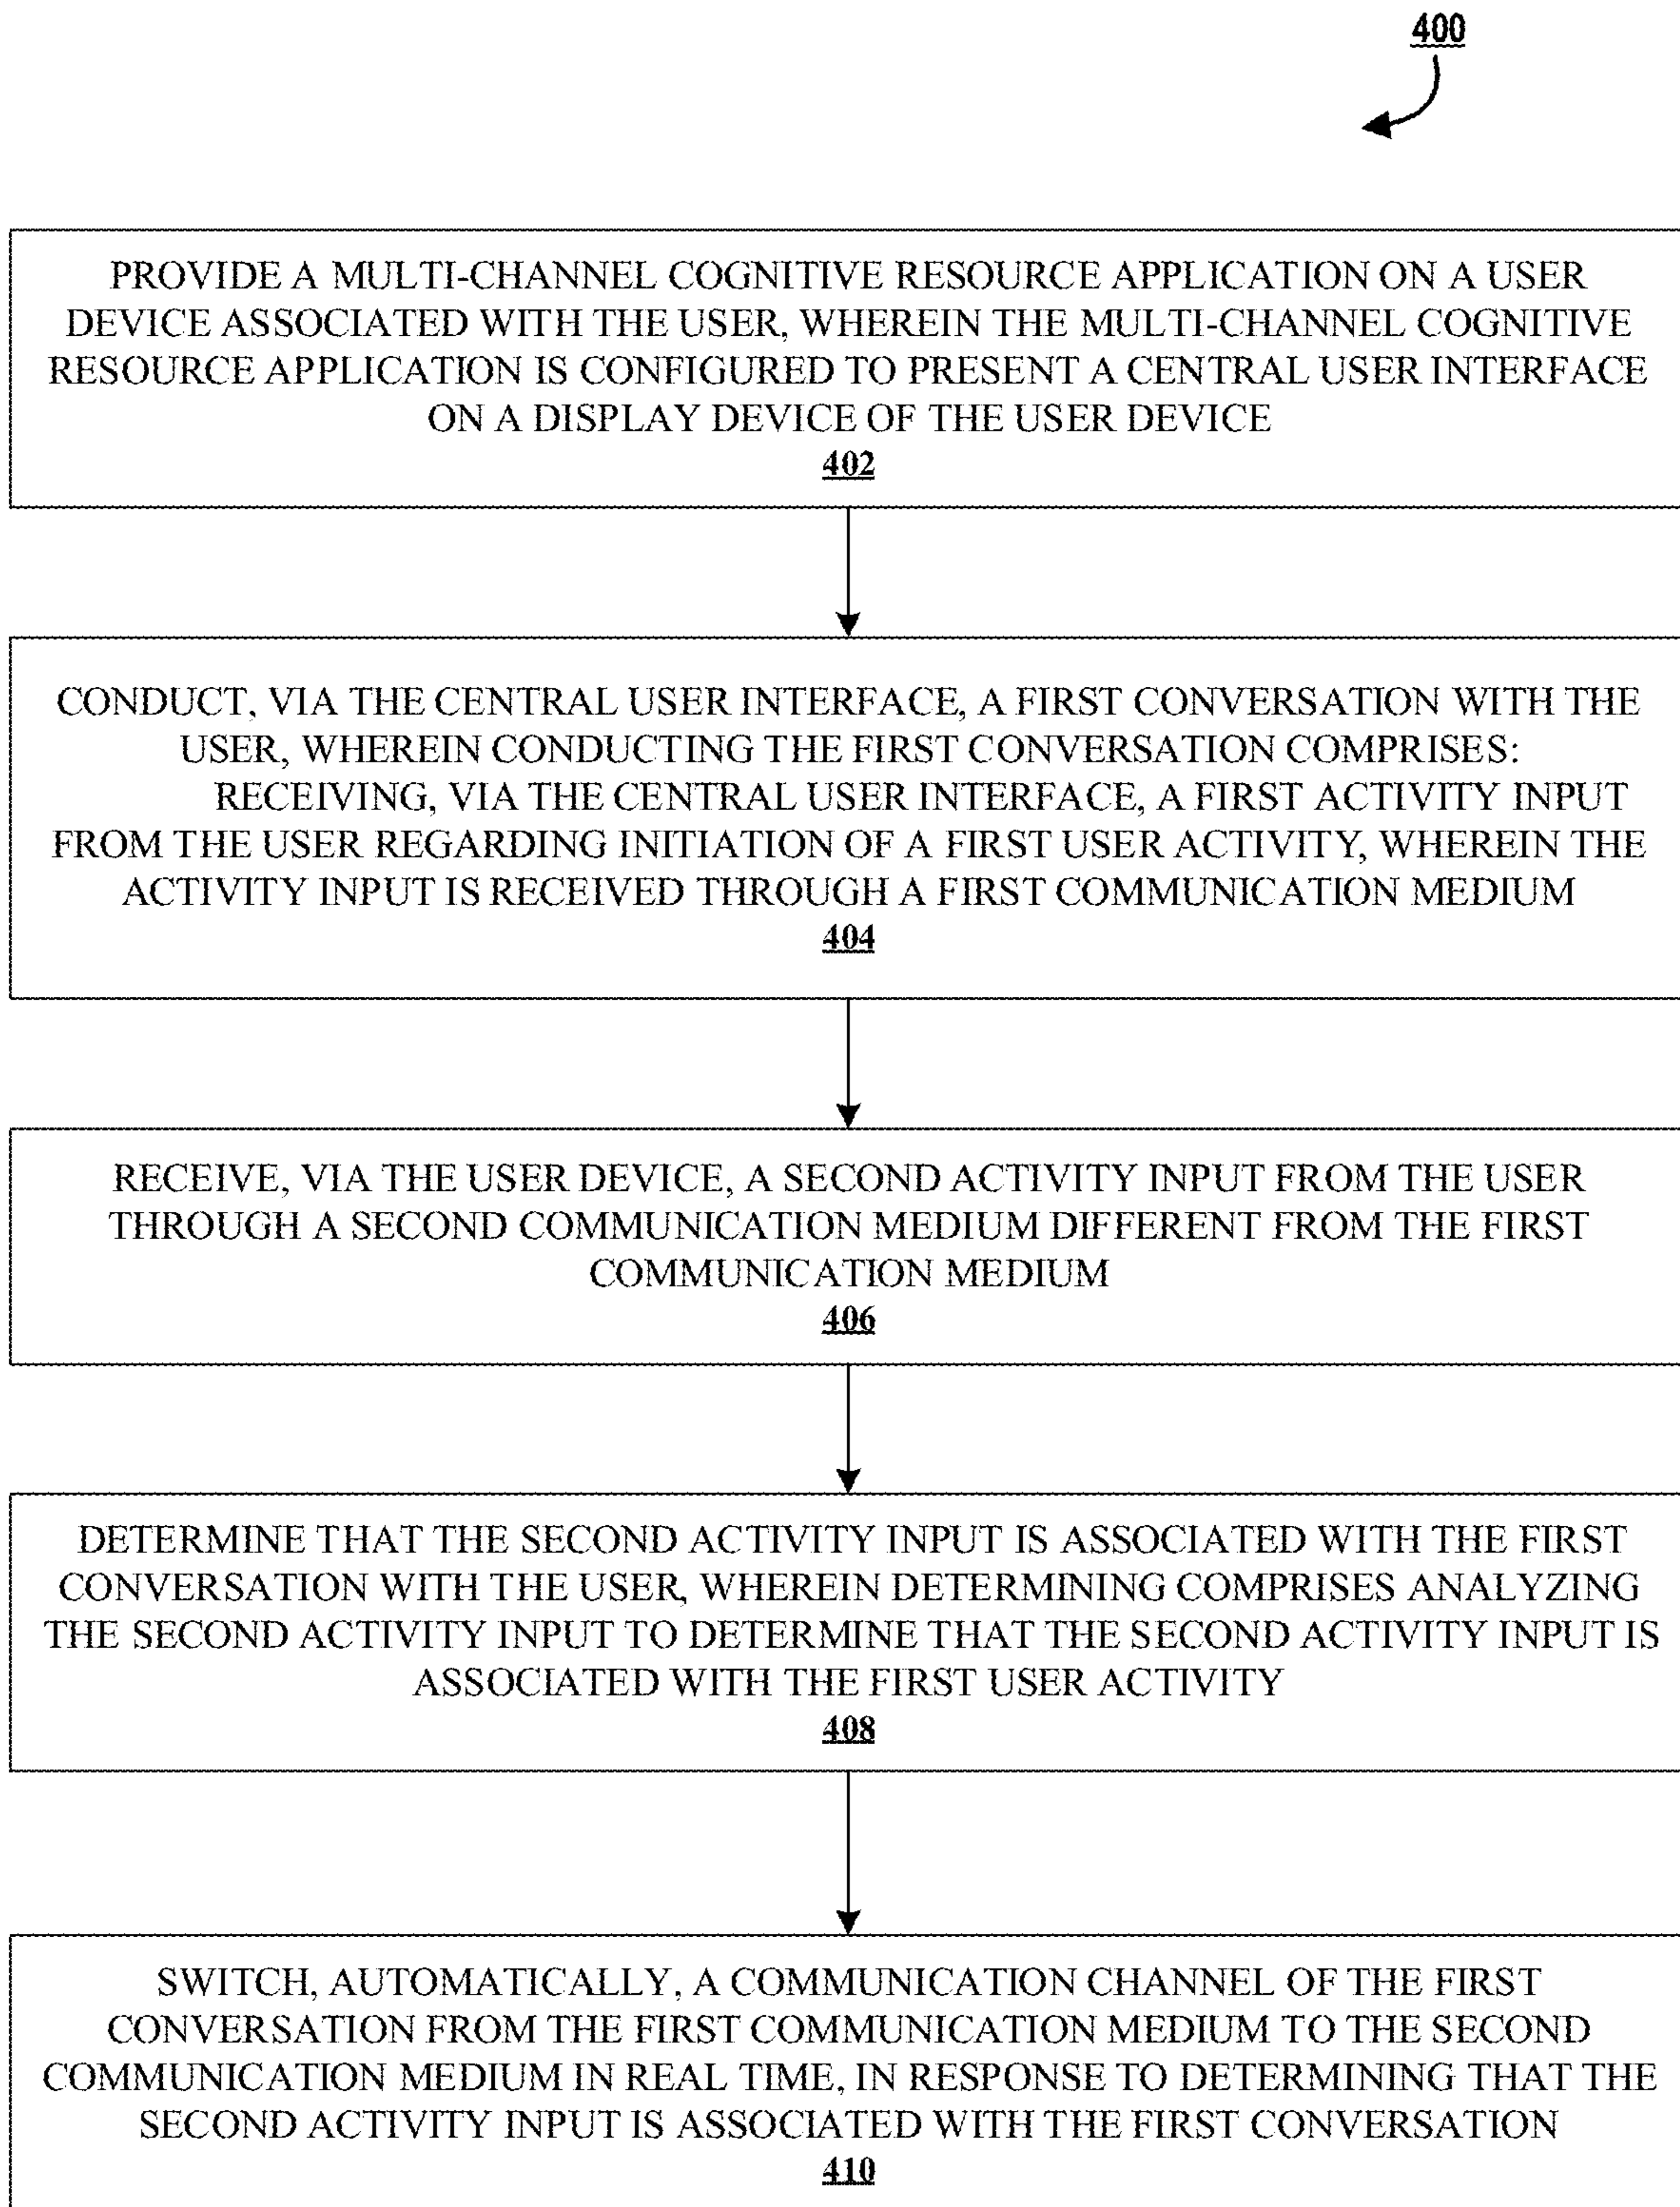 400
PROVIDE A MULTI-CHANNEL COGNITIVE RESOURCE APPLICATION ON A USER
DEVICE ASSOCIATED WITH THE USER, WHEREIN THE MULTI-CHANNEL COGNITIVE
RESOURCE APPLICATION IS CONFIGURED TO PRESENT A CENTRAL USER INTERFACE
ON A DISPLAY DEVICE OF THE USER DEVICE
402
CONDUCT, VIA THE CENTRAL USER INTERFACE, A FIRST CONVERSATION WITH THE
USER, WHEREIN CONDUCTING THE FIRST CONVERSATION COMPRISES:
RECEIVING, VIA THE CENTRAL USER INTERFACE, A FIRST ACTIVITY INPUT
FROM THE USER REGARDING INITIATION OF A FIRST USER ACTIVITY, WHEREIN THE
ACTIVITY INPUT IS RECEIVED THROUGH A FIRST COMMUNICATION MEDIUM
404
RECEIVE, VIA THE USER DEVICE, A SECOND ACTIVITY INPUT FROM THE USER
THROUGH A SECOND COMMUNICATION MEDIUM DIFFERENT FROM THE FIRST
COMMUNICATION MEDIUM
406
DETERMINE THAT THE SECOND ACTIVITY INPUT IS ASSOCIATED WITH THE FIRST
CONVERSATION WITH THE USER, WHEREIN DETERMINING COMPRISES ANALYZING
THE SECOND ACTIVITY INPUT TO DETERMINE THAT THE SECOND ACTIVITY INPUT IS
ASSOCIATED WITH THE FIRST USER ACTIVITY
408
SWITCH, AUTOMATICALLY, A COMMUNICATION CHANNEL OF THE FIRST
CONVERSATION FROM THE FIRST COMMUNICATION MEDIUM TO THE SECOND
COMMUNICATION MEDIUM IN REAL TIME, IN RESPONSE TO DETERMINING THAT THE
SECOND ACTIVITY INPUT IS ASSOCIATED WITH THE FIRST CONVERSATION
410